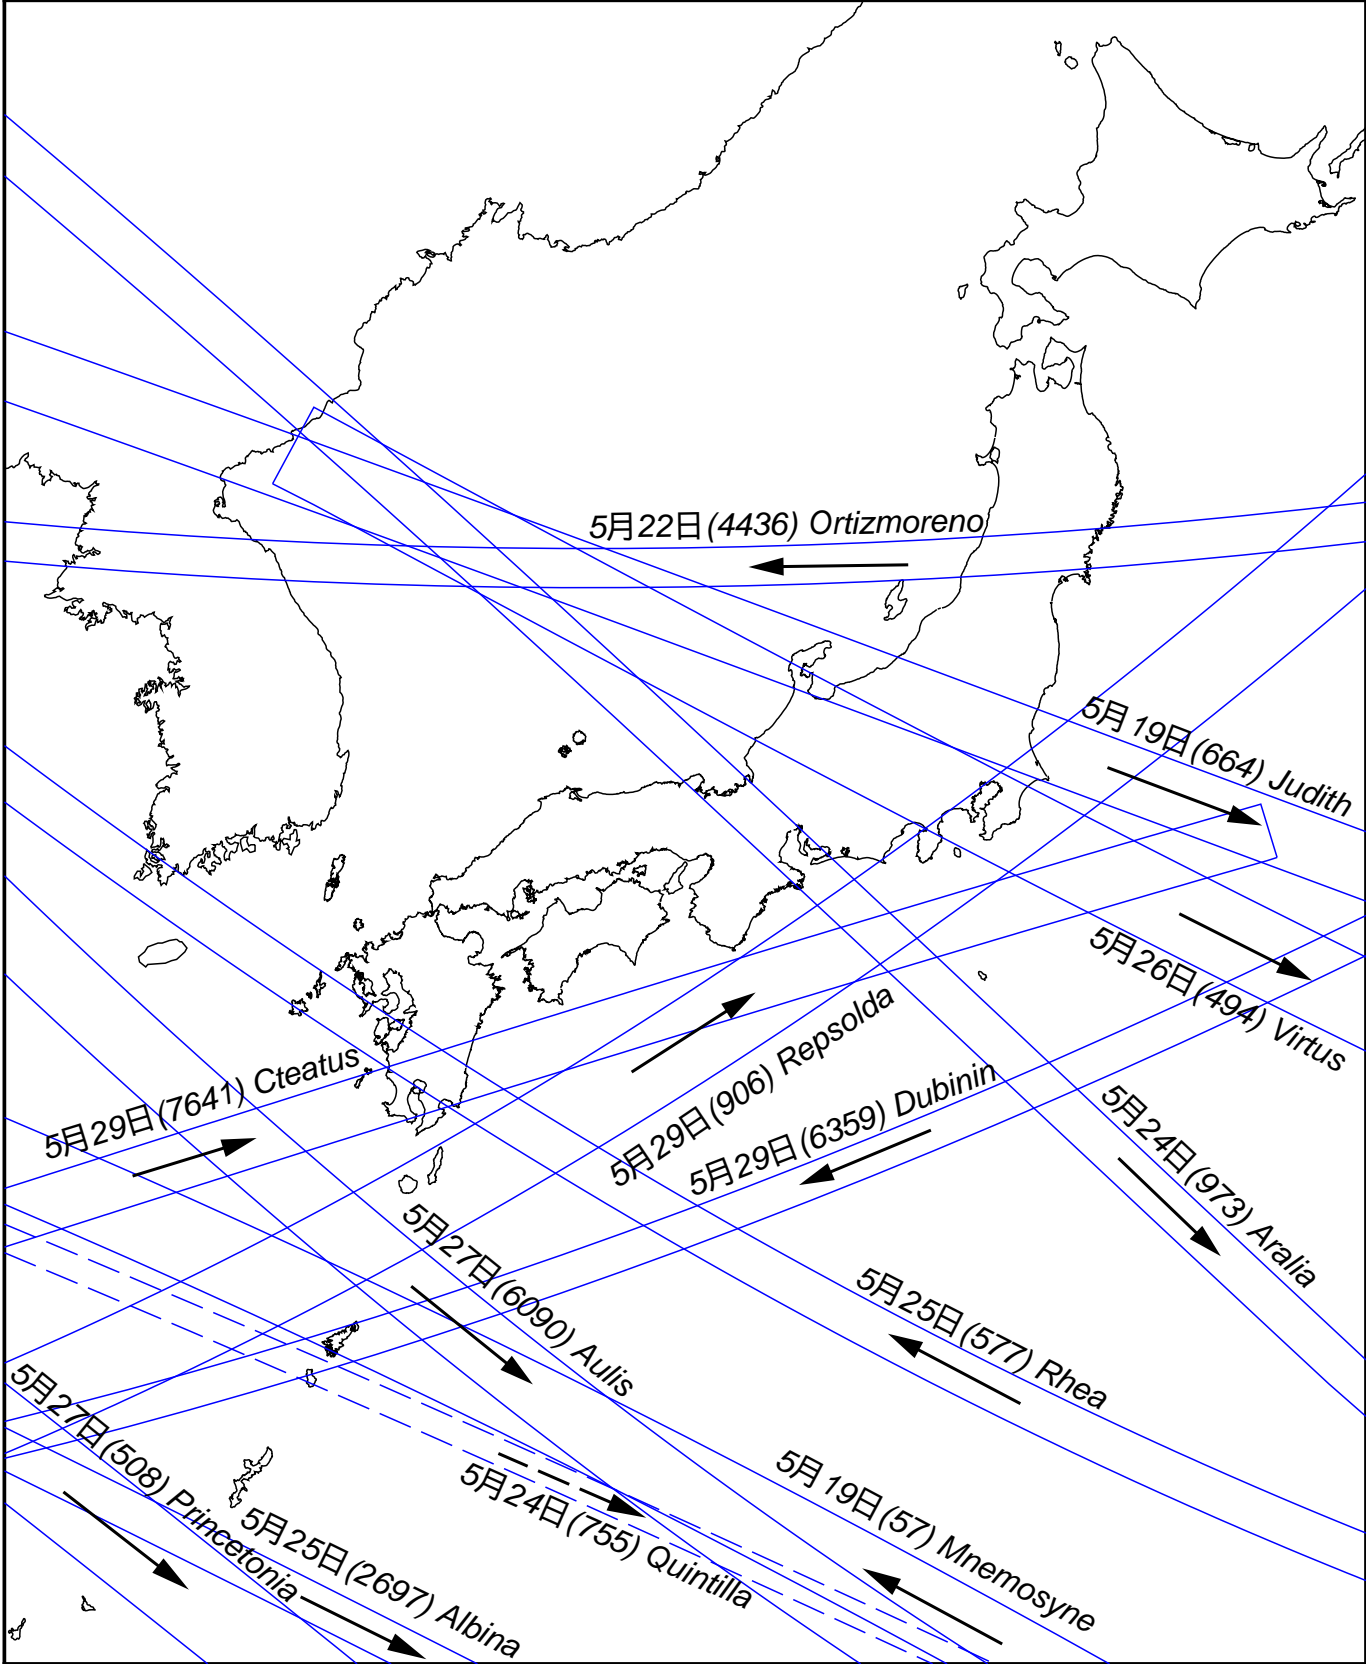 5月22日(4436) Ortizmoreno
5月19日(664) Judith
5月26日(494) Virtus
5月29日(7641) Cteatus
5月29日(906) Repsolda
5月29日(6359) Dubinin
5月24日(973) Aralia
5月27日(6090) Aulis
5月25日(577) Rhea
5月27日(508) Princetonia
5月24日(755) Quintilla
5月19日(57) Mnemosyne
5月25日(2697) Albina